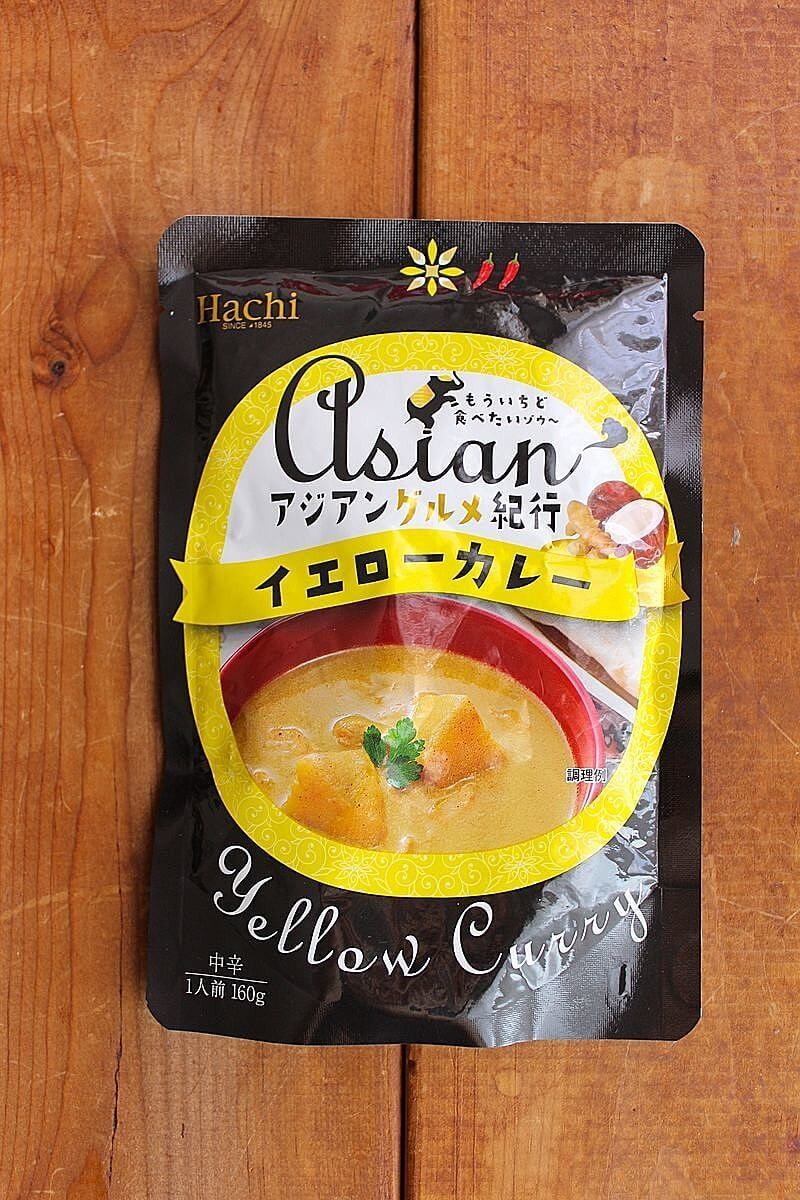 Hachi
SINCE 1845
もういちど
食べたいゾウ〜
asian
アジアングルメ紀行
イエローカレー
調理例
Yellow Curry
中辛
1人前 160g